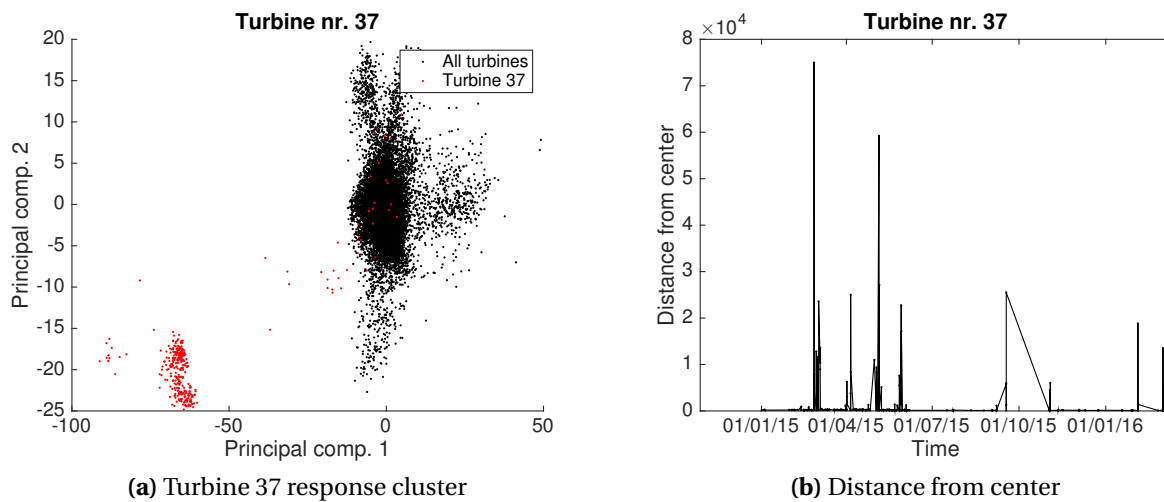 Turbine nr. 37
20
15
10
5
0
-5
-10
-15
-20
-25
Principal comp. 2
All turbines
Turbine 37
-100
-50
0
50
Principal comp. 1
(a) Turbine 37 response cluster
Turbine nr. 37
×10⁴
8
7
6
5
4
3
2
1
0
Distance from center
01/01/15
01/04/15
01/07/15
01/10/15
01/01/16
Time
(b) Distance from center